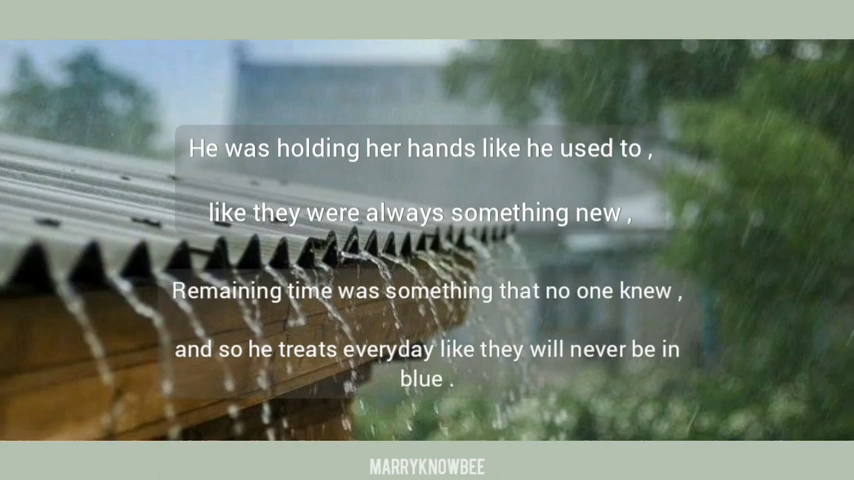 He was holding her hands like he used to ,
like they were always something new ,
Remaining time was something that no one knew ,
and so he treats everyday like they will never be in
blue .
MARRYKNOWBEE